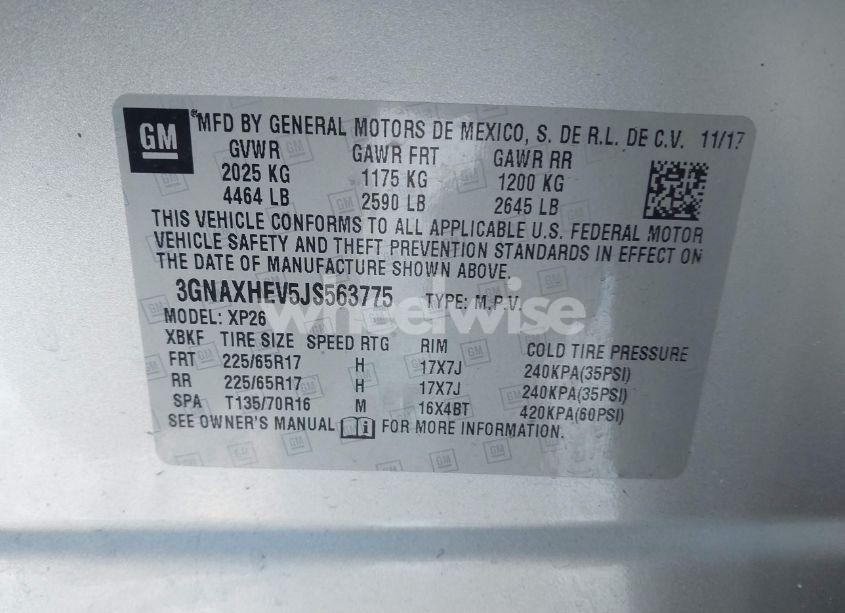 GM
*MFD BY GENERAL MOTORS DE MEXICO, S. DE R.L. DE C.V. 11/17
GVWR GAWR FRT GAWR RR
2025 KG 1175 KG 1200 KG
4464 LB 2590 LB 2645 LB
THIS VEHICLE CONFORMS TO ALL APPLICABLE U.S. FEDERAL MOTOR
VEHICLE SAFETY AND THEFT PREVENTION STANDARDS IN EFFECT ON
THE DATE OF MANUFACTURE SHOWN ABOVE.
3GNAXHEV5JS563775 TYPE: M.P.V.
wheelwise
MODEL: XP26
XBKF TIRE SIZE SPEED RTG RIM COLD TIRE PRESSURE
FRT 225/65R17 H 17X7J 240KPA(35PSI)
RR 225/65R17 H 17X7J 240KPA(35PSI)
SPA T135/70R16 M 16X4BT 420KPA(60PSI)
SEE OWNER'S MANUAL i FOR MORE INFORMATION.